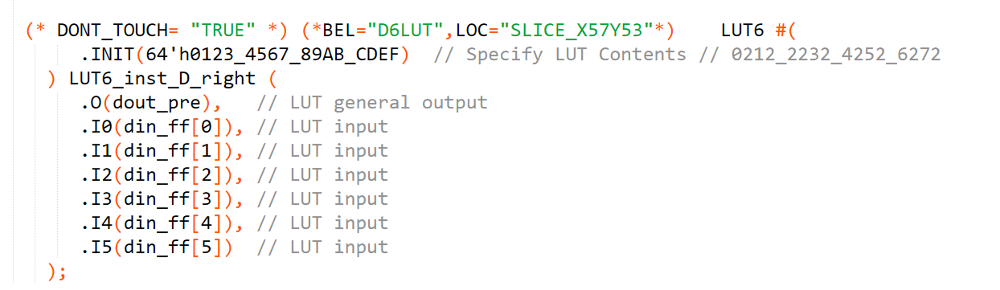 (* DONT_TOUCH= "TRUE" *) (*BEL="D6LUT",LOC="SLICE_X57Y53"*)    LUT6 #(
.INIT(64'h0123_4567_89AB_CDEF)  // Specify LUT Contents // 0212_2232_4252_6272
) LUT6_inst_D_right (
.O(dout_pre),   // LUT general output
.I0(din_ff[0]), // LUT input
.I1(din_ff[1]), // LUT input
.I2(din_ff[2]), // LUT input
.I3(din_ff[3]), // LUT input
.I4(din_ff[4]), // LUT input
.I5(din_ff[5])  // LUT input
);